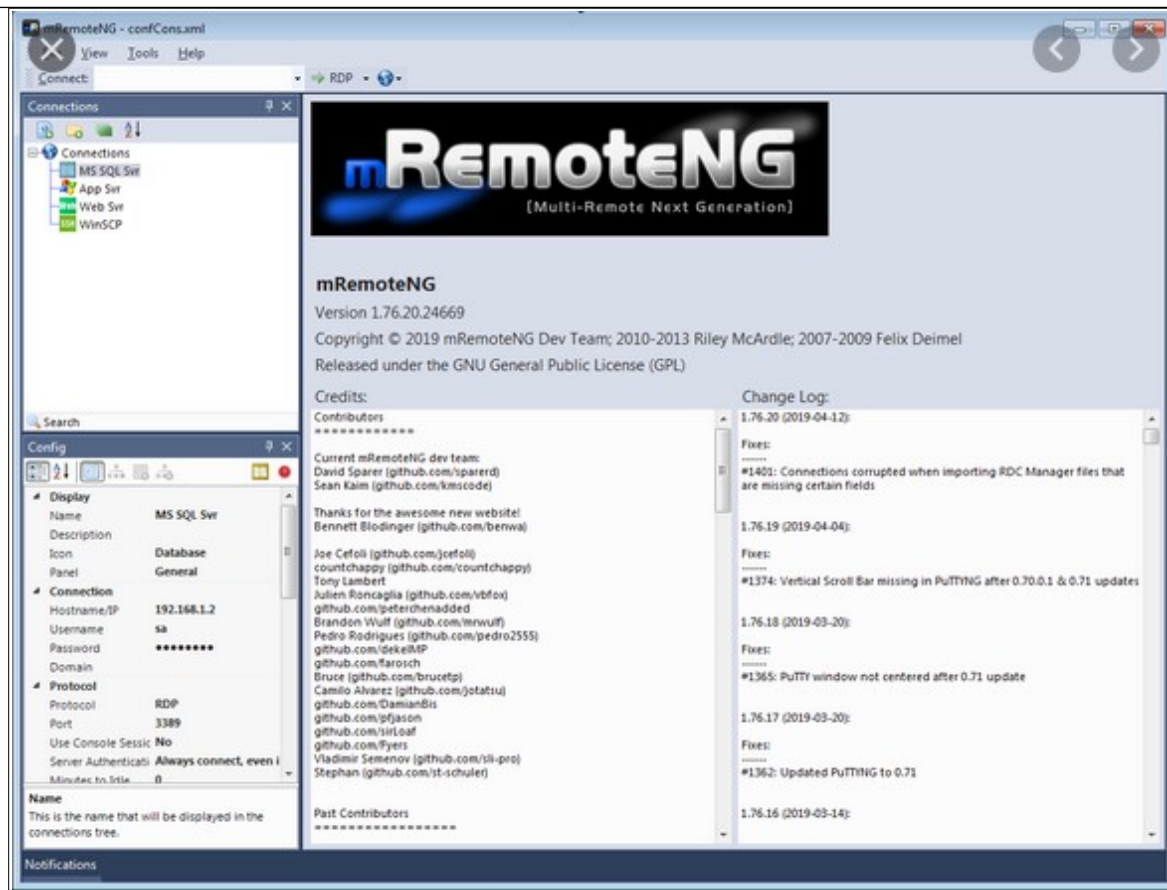 mRemoteNG - confCons.xml
View Tools Help
Connect: RDP
Connections
Connections
MS SQL Svr
App Svr
Web Svr
WinSCP
Search
Config
Display
Name MS SQL Svr
Description
Icon Database
Panel General
Connection
Hostname/IP 192.168.1.2
Username sa
Password ••••••••
Domain
Protocol
Protocol RDP
Port 3389
Use Console Sessic No
Server Authenticati Always connect, even i
Minutes to Idle 0
Name
This is the name that will be displayed in the
connections tree.
Notifications
mRemoteNG
[Multi-Remote Next Generation]
mRemoteNG
Version 1.76.20.24669
Copyright © 2019 mRemoteNG Dev Team; 2010-2013 Riley McArdle; 2007-2009 Felix Deimel
Released under the GNU General Public License (GPL)
Credits:
Contributors
============
Current mRemoteNG dev team:
David Sparer (github.com/sparerd)
Sean Kaim (github.com/kmscode)
Thanks for the awesome new website!
Bennett Blodinger (github.com/benwa)
Joe Cefoli (github.com/jcefoli)
countchappy (github.com/countchappy)
Tony Lambert
Julien Roncaglia (github.com/vbfox)
github.com/peterchenadded
Brandon Wulf (github.com/mrwulf)
Pedro Rodrigues (github.com/pedro2555)
github.com/dekelMP
github.com/farosch
Bruce (github.com/brucetp)
Camilo Alvarez (github.com/jotatsu)
github.com/DamianBis
github.com/pfjason
github.com/sirLoaf
github.com/Fyers
Vladimir Semenov (github.com/sli-pro)
Stephan (github.com/st-schuler)
Past Contributors
=================
Change Log:
1.76.20 (2019-04-12):
Fixes:
------
#1401: Connections corrupted when importing RDC Manager files that
are missing certain fields
1.76.19 (2019-04-04):
Fixes:
------
#1374: Vertical Scroll Bar missing in PuTTYNG after 0.70.0.1 & 0.71 updates
1.76.18 (2019-03-20):
Fixes:
------
#1365: PuTTY window not centered after 0.71 update
1.76.17 (2019-03-20):
Fixes:
------
#1362: Updated PuTTYNG to 0.71
1.76.16 (2019-03-14):